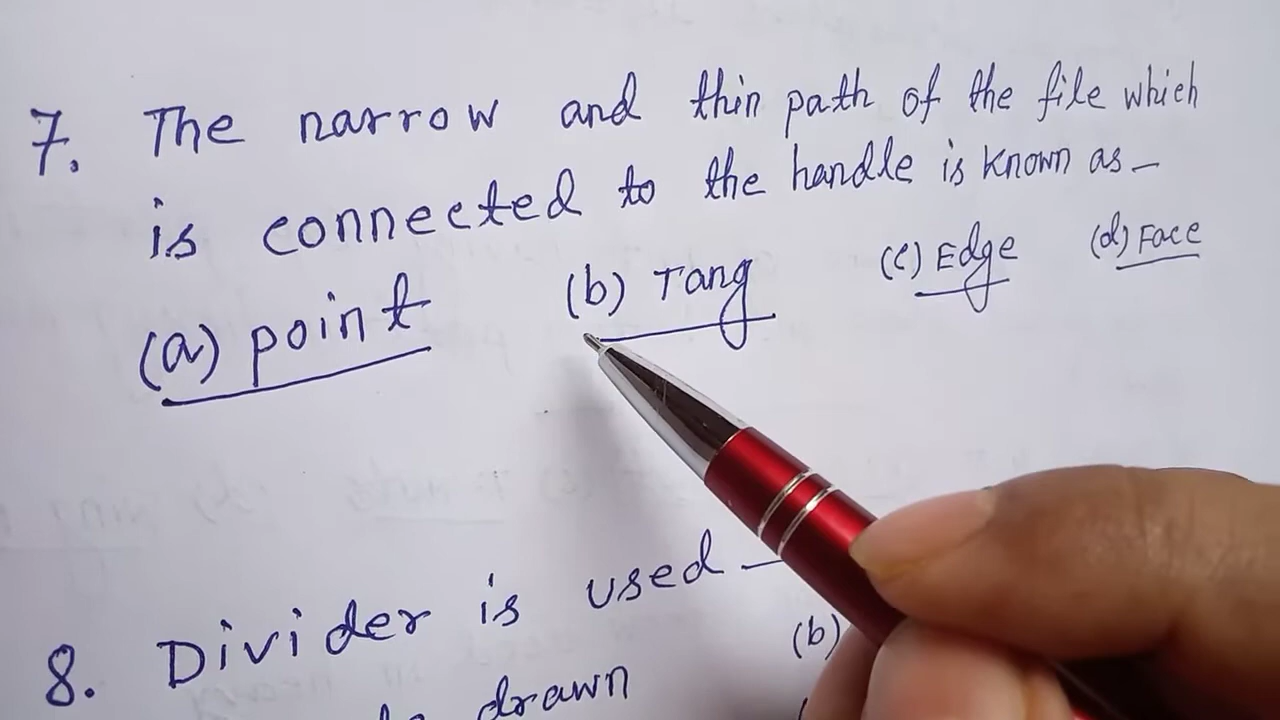 7. The narrow and thin path of the file which
is connected to the handle is known as –
(a) point (b) Tang (c) Edge (d) Face
8. Divider is used —
(b)
drawn